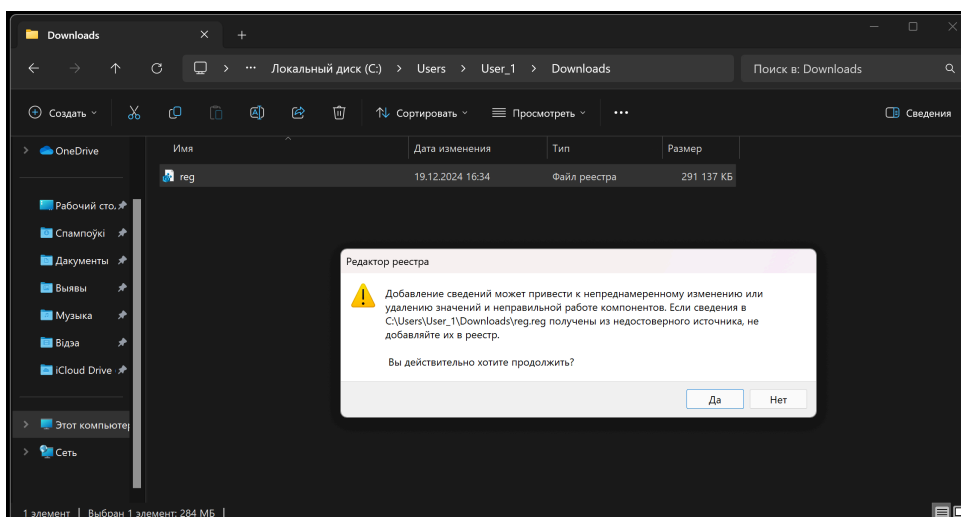 Downloads
Локальный диск (C:) > Users > User_1 > Downloads
Поиск в: Downloads
Создать
Сортировать
Просмотреть
Сведения
Имя
Дата изменения
Тип
Размер
reg
19.12.2024 16:34
Файл реестра
291 137 КБ
OneDrive
Рабочий сто.
Спампоўкі
Дакументы
Выявы
Музыка
Відэа
iCloud Drive
Этот компьютер
Сеть
Редактор реестра
Добавление сведений может привести к непреднамеренному изменению или
удалению значений и неправильной работе компонентов. Если сведения в
C:\Users\User_1\Downloads\reg.reg получены из недостоверного источника, не
добавляйте их в реестр.
Вы действительно хотите продолжить?
Да
Нет
1 элемент | Выбран 1 элемент: 284 МБ |